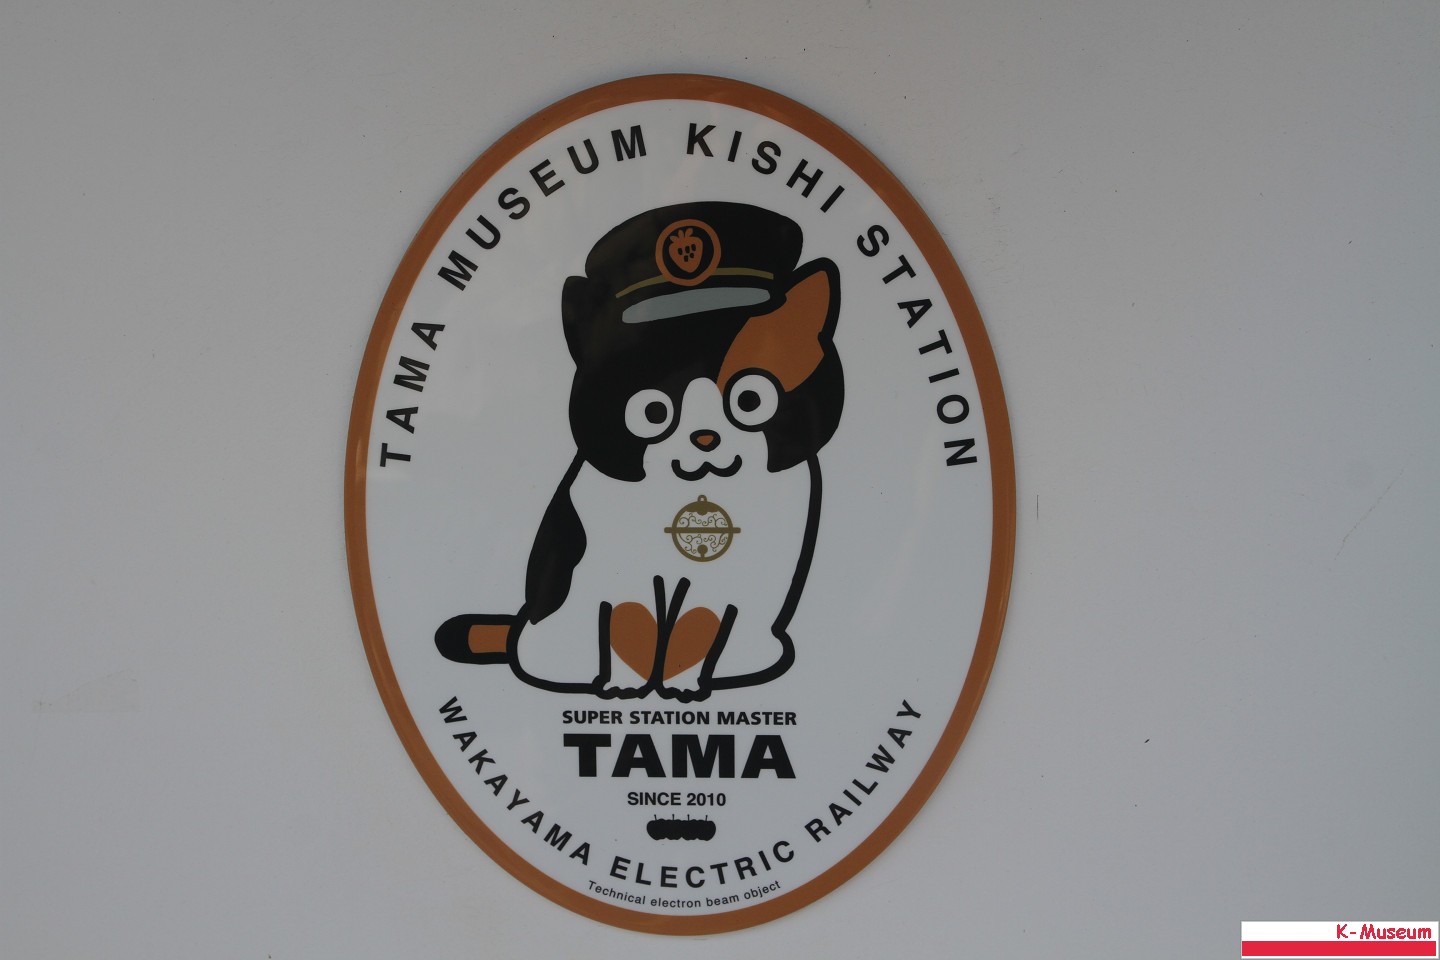 TAMA MUSEUM KISHI STATION
SUPER STATION MASTER
TAMA
SINCE 2010
WAKAYAMA ELECTRIC RAILWAY
Technical electron beam object
K-Museum